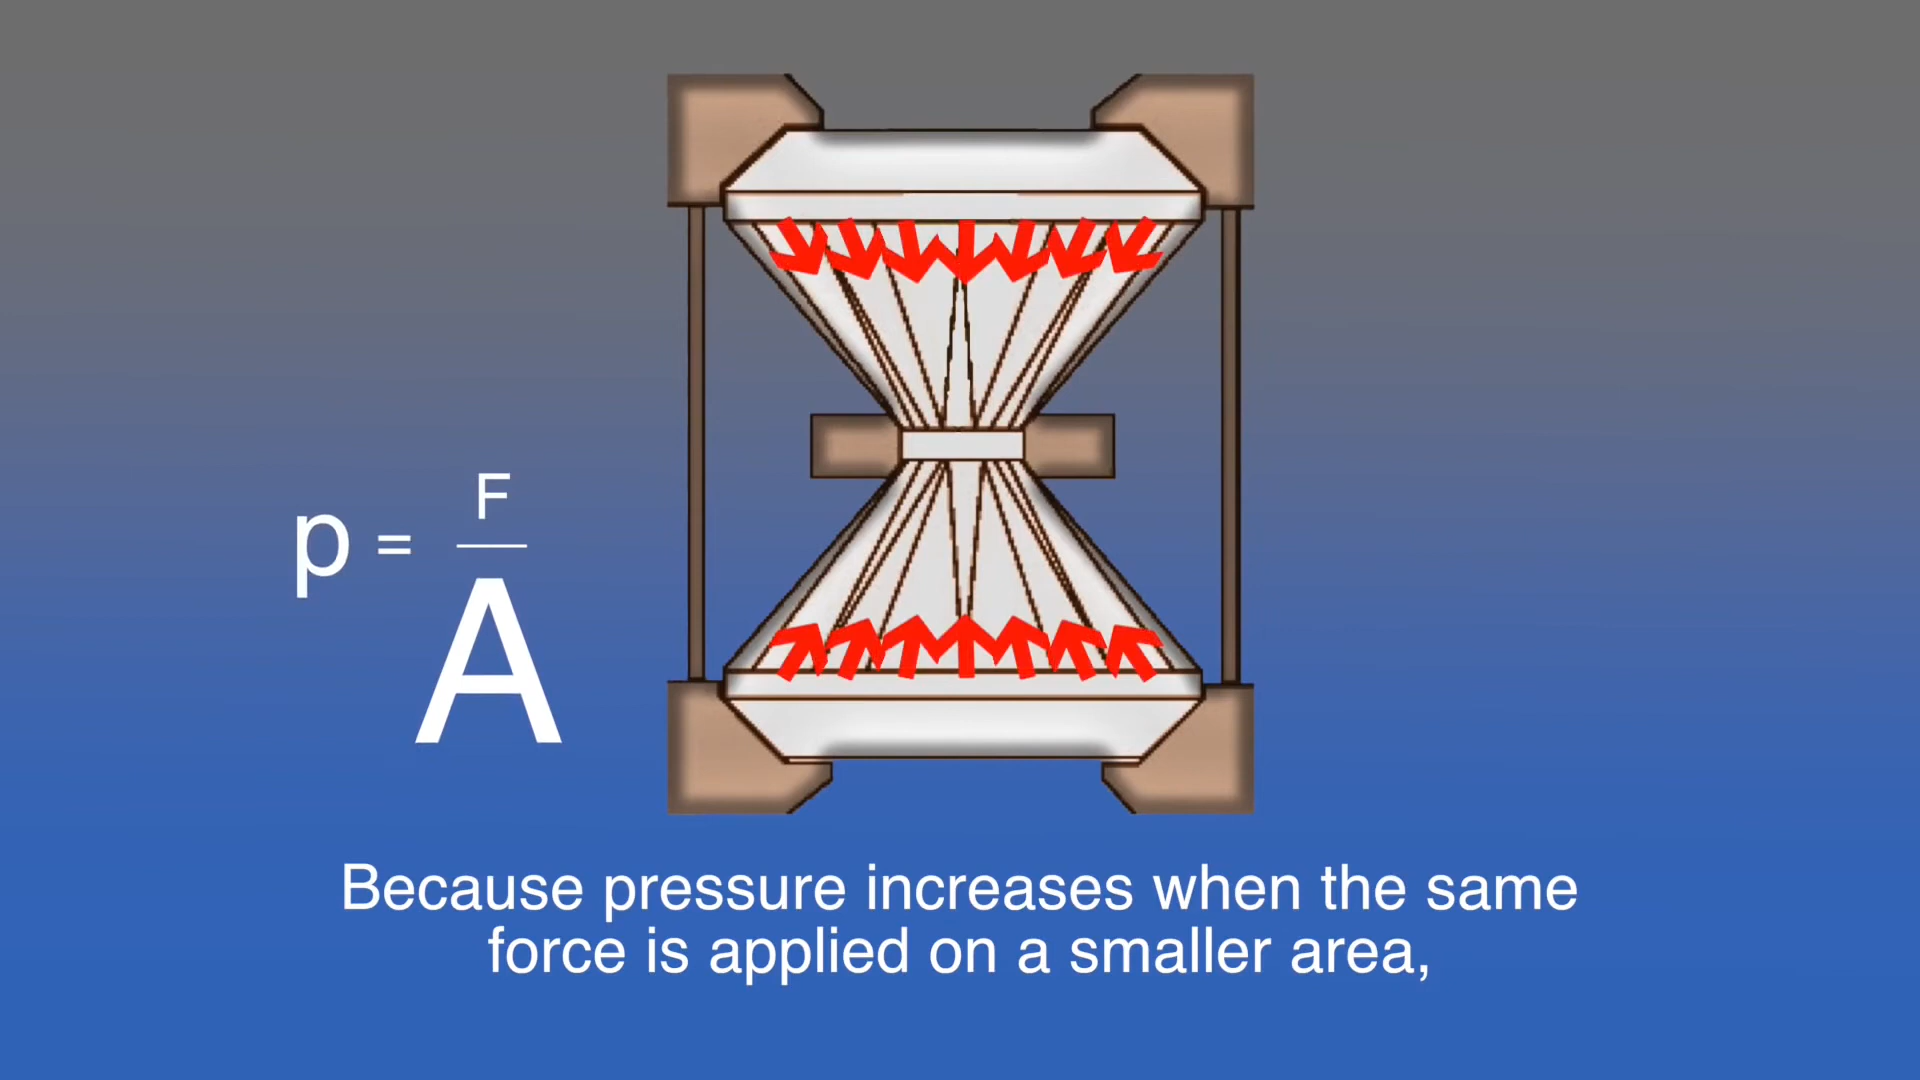 p = F
A
Because pressure increases when the same
force is applied on a smaller area,